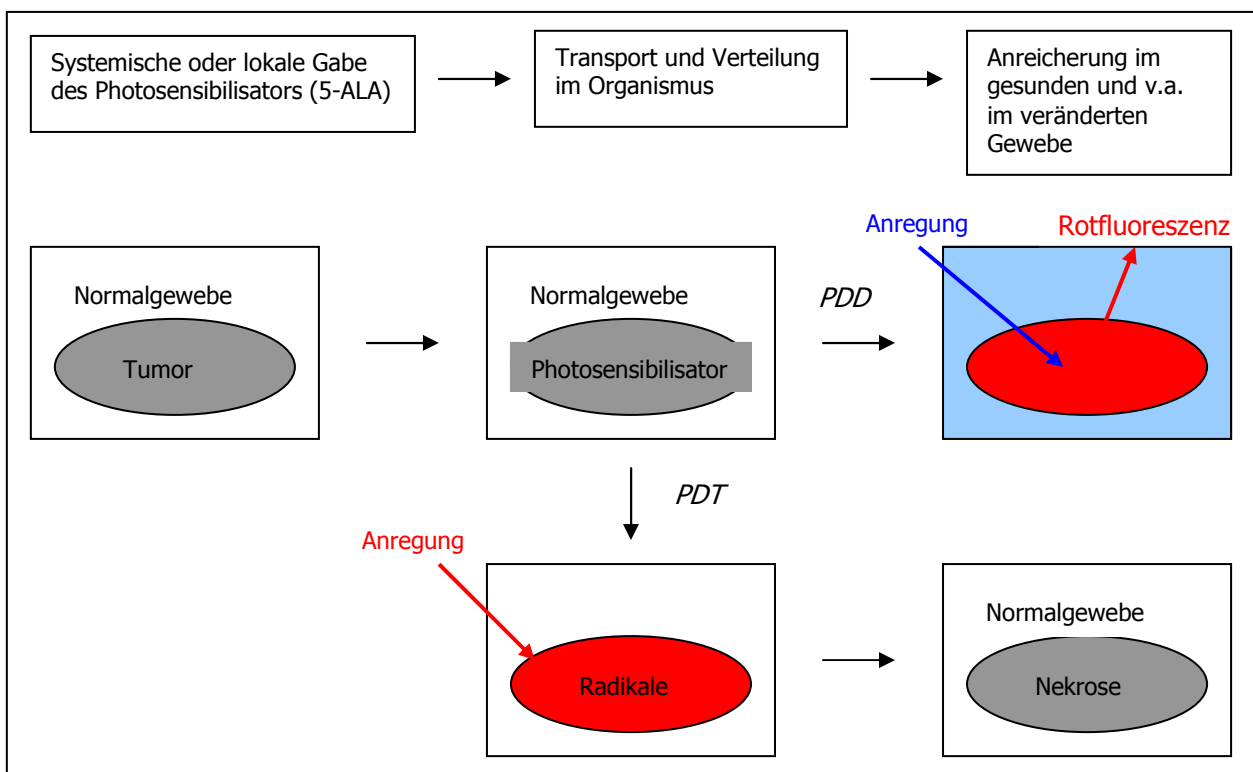 Systemische oder lokale Gabe
des Photosensibilisators (5-ALA)
Transport und Verteilung
im Organismus
Anreicherung im
gesunden und v.a.
im veränderten
Gewebe
Anregung
Rotfluoreszenz
Normalgewebe
Tumor
Normalgewebe
Photosensibilisator
PDD
PDT
Anregung
Radikale
Normalgewebe
Nekrose